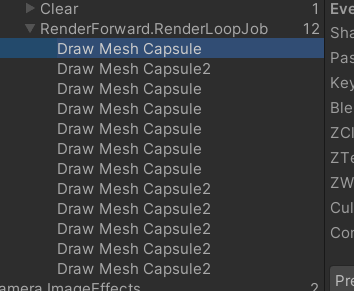 Clear 1 Eve
RenderForward.RenderLoopJob 12 Sha
Draw Mesh Capsule Pas
Draw Mesh Capsule2 Key
Draw Mesh Capsule Ble
Draw Mesh Capsule ZCl
Draw Mesh Capsule ZTe
Draw Mesh Capsule ZW
Draw Mesh Capsule Cul
Draw Mesh Capsule2 Cor
Draw Mesh Capsule2
Draw Mesh Capsule2
Draw Mesh Capsule2 Pre
Draw Mesh Capsule2
amera.ImageEffects 2